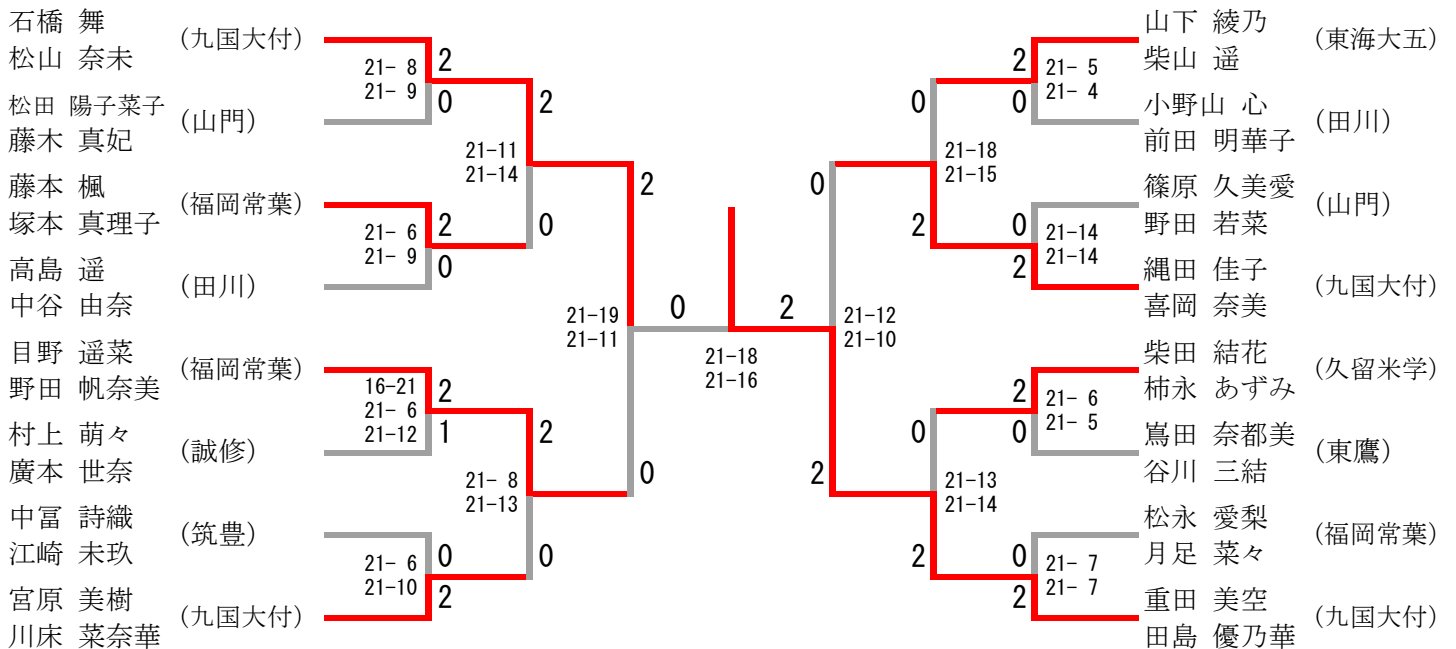 石橋 舞
松山 奈未
(九国大付)
21- 8
21- 9
2
0
松田 陽子菜子
藤木 真妃
(山門)
21-11
21-14
2
0
藤本 楓
塚本 真理子
(福岡常葉)
21- 6
21- 9
2
0
高島 遥
中谷 由奈
(田川)
21-19
21-11
2
0
目野 遥菜
野田 帆奈美
(福岡常葉)
16-21
21- 6
21-12
2
1
村上 萌々
廣本 世奈
(誠修)
21- 8
21-13
2
0
中冨 詩織
江崎 未玖
(筑豊)
21- 6
21-10
0
2
宮原 美樹
川床 菜奈華
(九国大付)
0
2
21-18
21-16
山下 綾乃
柴山 遥
(東海大五)
2
0
21- 5
21- 4
小野山 心
前田 明華子
(田川)
0
2
21-18
21-15
篠原 久美愛
野田 若菜
(山門)
0
2
21-14
21-14
縄田 佳子
喜岡 奈美
(九国大付)
0
2
21-12
21-10
柴田 結花
柿永 あずみ
(久留米学)
2
0
21- 6
21- 5
嶌田 奈都美
谷川 三結
(東鷹)
0
2
21-13
21-14
松永 愛梨
月足 菜々
(福岡常葉)
0
2
21- 7
21- 7
重田 美空
田島 優乃華
(九国大付)